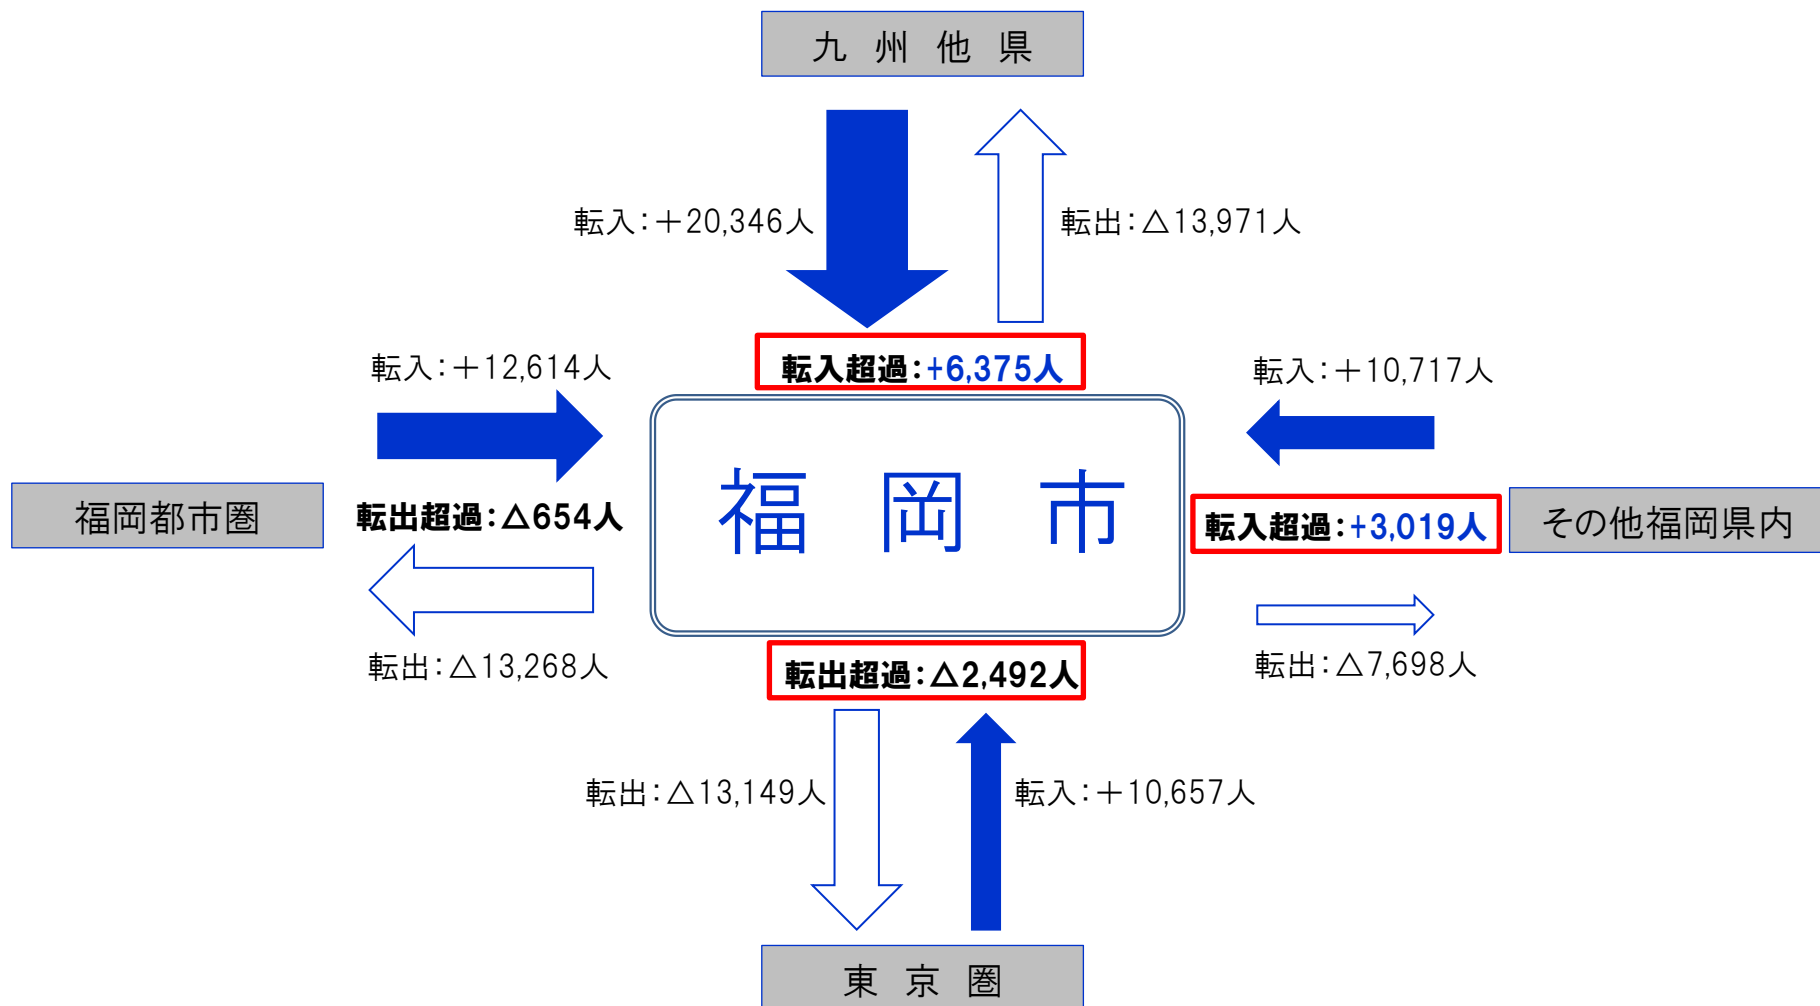 九州他県
転入：＋20,346人
転出：△13,971人
転入超過：+6,375人
転入：＋12,614人
転入：＋10,717人
福岡都市圏
転出超過：△654人
福岡市
転入超過：+3,019人
その他福岡県内
転出：△13,268人
転出超過：△2,492人
転出：△7,698人
転出：△13,149人
転入：＋10,657人
東京圏